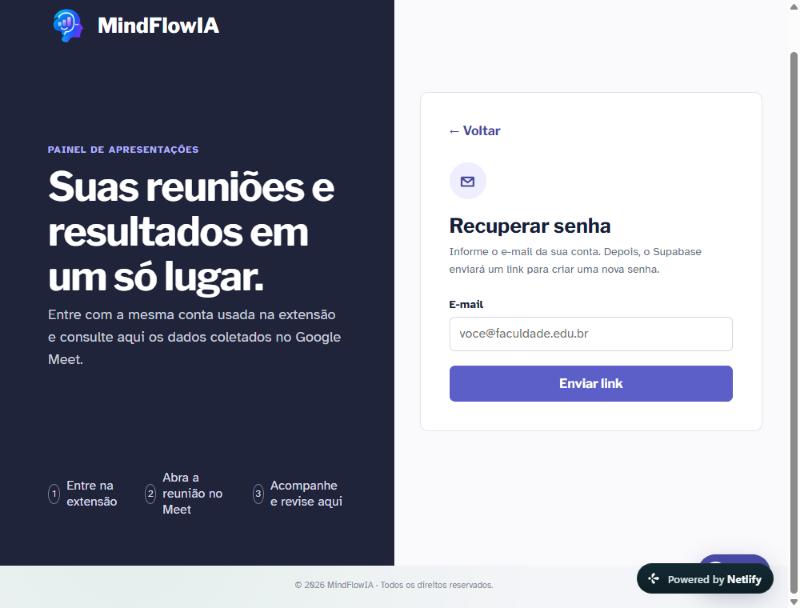 MindFlowIA
PAINEL DE APRESENTAÇÕES
Suas reuniões e
resultados em
um só lugar.
Entre com a mesma conta usada na extensão
e consulte aqui os dados coletados no Google
Meet.
1 Entre na
extensão
2 Abra a
reunião no
Meet
3 Acompanhe
e revise aqui
← Voltar
Recuperar senha
Informe o e-mail da sua conta. Depois, o Supabase
enviará um link para criar uma nova senha.
E-mail
voce@faculdade.edu.br
Enviar link
© 2026 MindFlowIA · Todos os direitos reservados.
Powered by Netlify